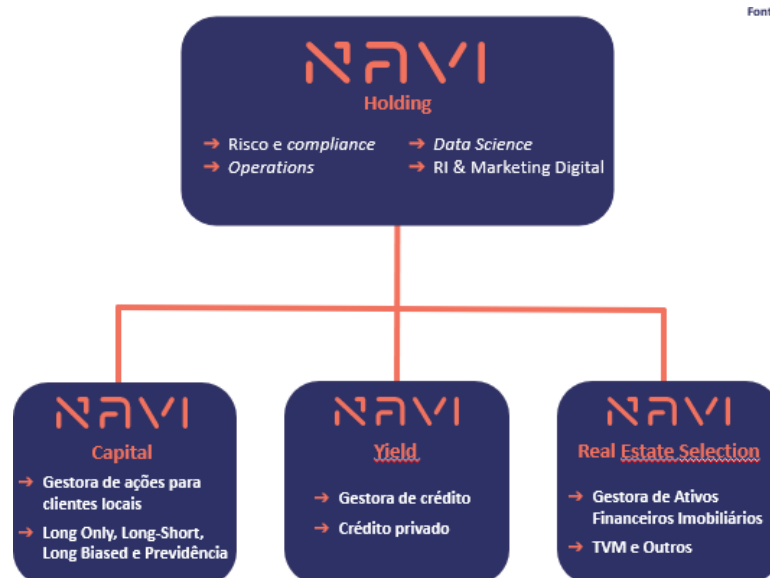 Font
NAVI
Holding
→ Risco e compliance
→ Data Science
→ Operations
→ RI & Marketing Digital
NAVI
Capital
→ Gestora de ações para
clientes locais
→ Long Only, Long-Short,
Long Biased e Previdência
NAVI
Yield
→ Gestora de crédito
→ Crédito privado
NAVI
Real Estate Selection
→ Gestora de Ativos
Financeiros Imobiliários
→ TVM e Outros